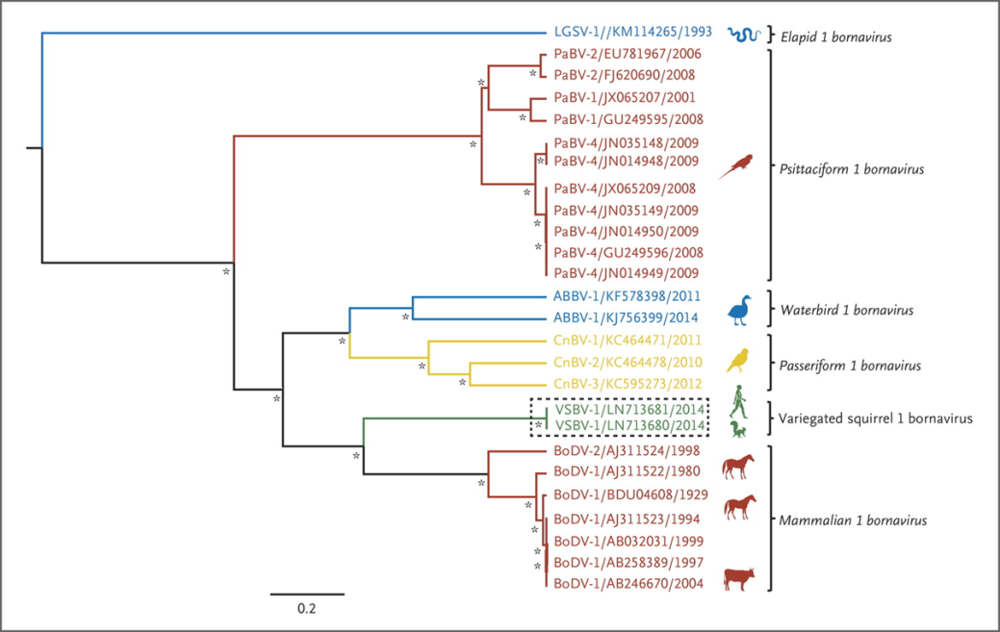 LGSV-1//KM114265/1993
Elapid 1 bornavirus
PaBV-2/EU781967/2006
PaBV-2/FJ620690/2008
PaBV-1/JX065207/2001
PaBV-1/GU249595/2008
PaBV-4/JN035148/2009
PaBV-4/JN014948/2009
Psittaciform 1 bornavirus
PaBV-4/JX065209/2008
PaBV-4/JN035149/2009
PaBV-4/JN014950/2009
PaBV-4/GU249596/2008
PaBV-4/JN014949/2009
ABBV-1/KF578398/2011
Waterbird 1 bornavirus
ABBV-1/KJ756399/2014
CnBV-1/KC464471/2011
CnBV-2/KC464478/2010
Passeriform 1 bornavirus
CnBV-3/KC595273/2012
VSBV-1/LN713681/2014
Variegated squirrel 1 bornavirus
VSBV-1/LN713680/2014
BoDV-2/AJ311524/1998
BoDV-1/AJ311522/1980
BoDV-1/BDU04608/1929
BoDV-1/AJ311523/1994
Mammalian 1 bornavirus
BoDV-1/AB032031/1999
BoDV-1/AB258389/1997
BoDV-1/AB246670/2004
0.2